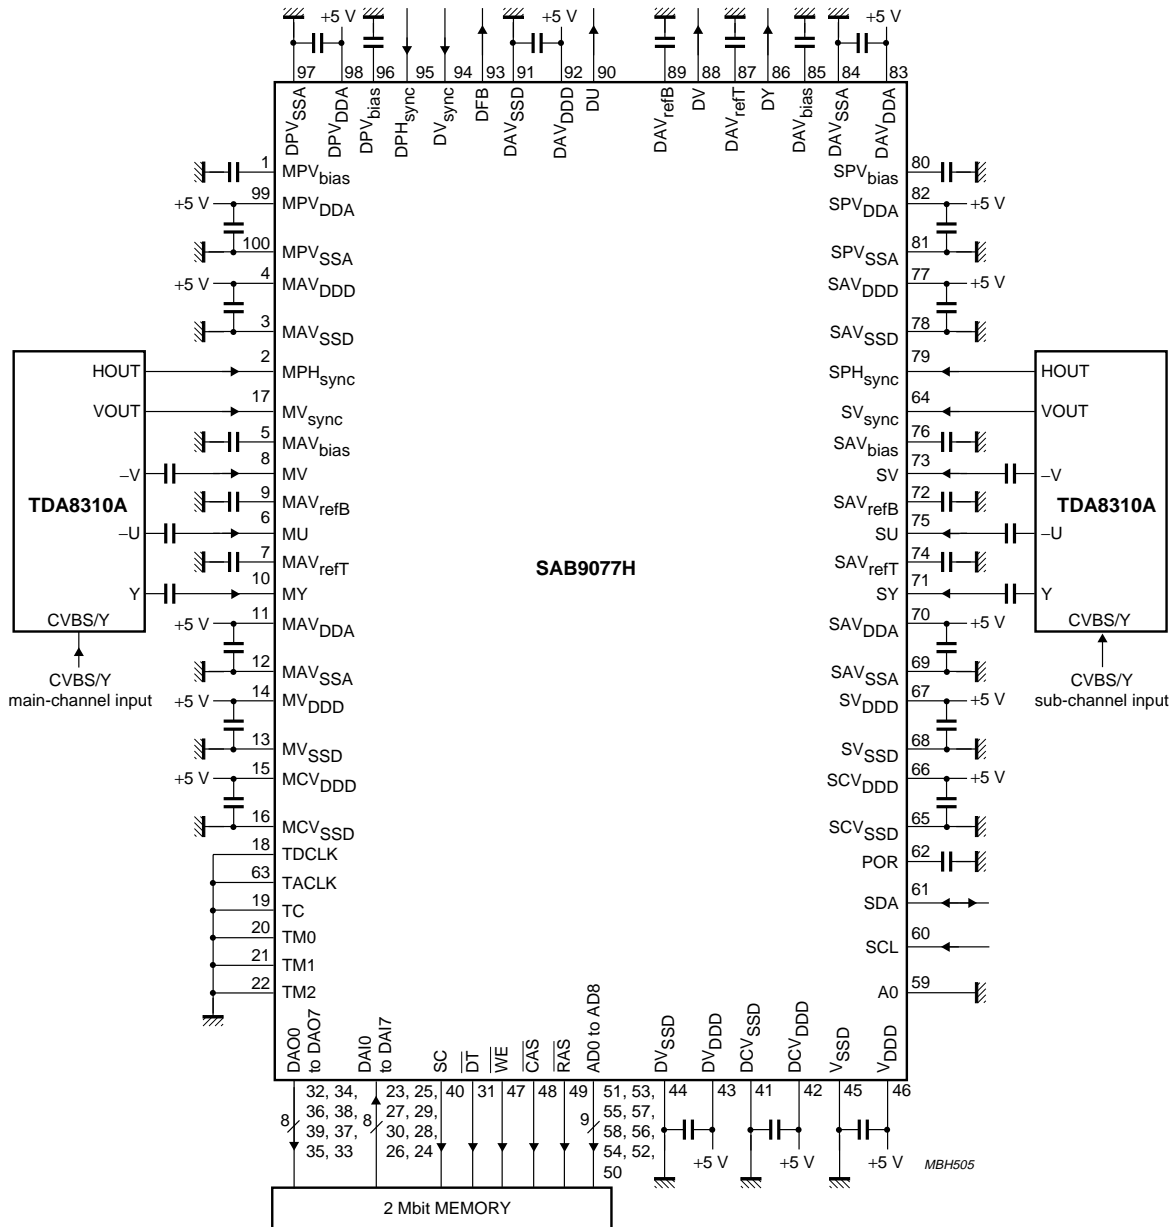 +5 V +5 V +5 V
97 98 96 95 94 93 91 92 90 89 88 87 86 85 84 83
DPVSSA DPVDDA DPVbias DPHsync DVsync DFB DAVSSD DAVDDD DU DAVrefB DV DAVrefT DY DAVbias DAVSSA DAVDDA
1 MPVbias
+5 V 99 MPVDDA
100 MPVSSA
+5 V 4 MAVDDD
3 MAVSSD
HOUT 2 MPHsync
VOUT 17 MVsync
5 MAVbias
–V 8 MV
TDA8310A 9 MAVrefB
–U 6 MU
7 MAVrefT
Y 10 MY
CVBS/Y
+5 V 11 MAVDDA
12 MAVSSA
CVBS/Y
main-channel input
+5 V 14 MVDDD
13 MVSSD
+5 V 15 MCVDDD
16 MCVSSD
18 TDCLK
63 TACLK
19 TC
20 TM0
21 TM1
22 TM2
SAB9077H
SPVbias 80
SPVDDA 82 +5 V
SPVSSA 81
SAVDDD 77 +5 V
SAVSSD 78
SPHsync 79 HOUT
SVsync 64 VOUT
SAVbias 76
SV 73 –V
SAVrefB 72 TDA8310A
SU 75 –U
SAVrefT 74
SY 71 Y
CVBS/Y
SAVDDA 70 +5 V
SAVSSA 69
CVBS/Y
sub-channel input
SVDDD 67 +5 V
SVSSD 68
SCVDDD 66 +5 V
SCVSSD 65
POR 62
SDA 61
SCL 60
A0 59
DAO0 to DAO7 DAI0 to DAI7 SC DT WE CAS RAS AD0 to AD8 DVSSD DVDDD DCVSSD DCVDDD VSSD VDDD
8 32, 34,
36, 38,
39, 37,
35, 33
8 23, 25,
27, 29,
30, 28,
26, 24
40 31 47 48 49
9 51, 53,
55, 57,
58, 56,
54, 52,
50
44 43 41 42 45 46
+5 V +5 V +5 V
MBH505
2 Mbit MEMORY